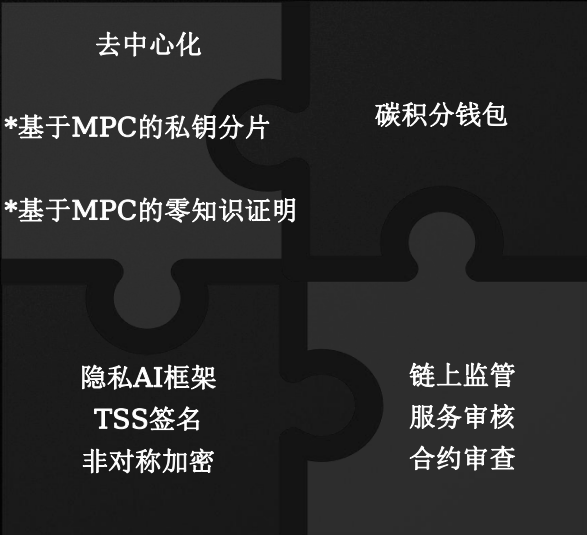 去中心化
*基于MPC的私钥分片
*基于MPC的零知识证明
碳积分钱包
隐私AI框架
TSS签名
非对称加密
链上监管
服务审核
合约审查